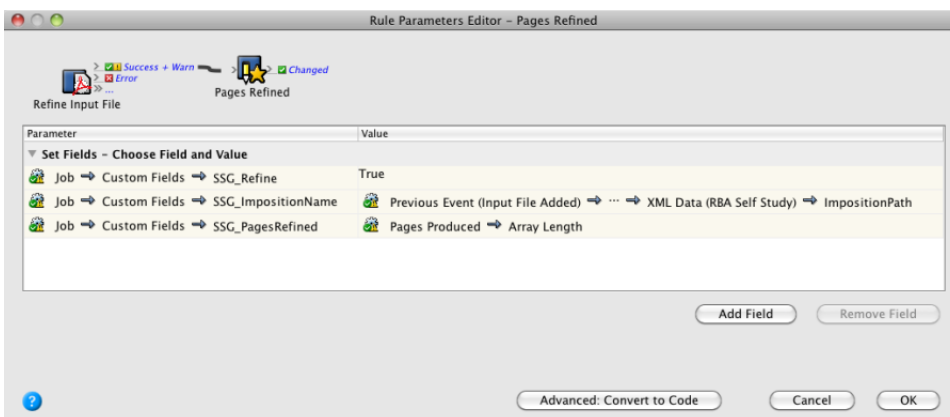 Rule Parameters Editor – Pages Refined
Success + Warn
Error
...
Changed
Refine Input File
Pages Refined
Parameter Value
Set Fields – Choose Field and Value
Job ➡ Custom Fields ➡ SSG_Refine True
Job ➡ Custom Fields ➡ SSG_ImpositionName Previous Event (Input File Added) ➡ ... ➡ XML Data (RBA Self Study) ➡ ImpositionPath
Job ➡ Custom Fields ➡ SSG_PagesRefined Pages Produced ➡ Array Length
Add Field Remove Field
? Advanced: Convert to Code Cancel OK